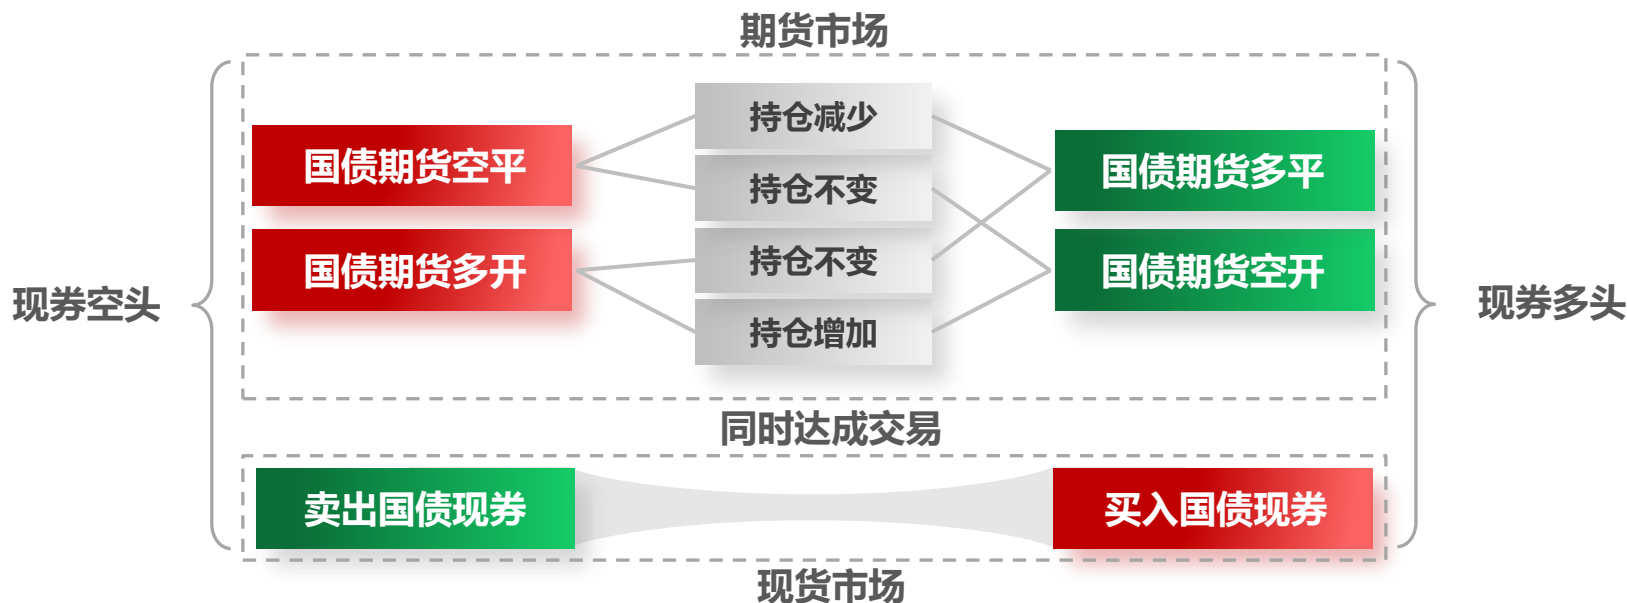 期货市场
持仓减少
国债期货空平
国债期货多平
持仓不变
国债期货多开
持仓不变
国债期货空开
现券空头
现券多头
持仓增加
同时达成交易
卖出国债现券
买入国债现券
现货市场